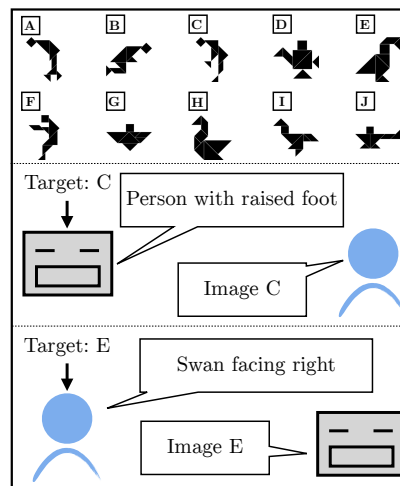 A B C D E
F G H I J
Target: C
Person with raised foot
Image C
Target: E
Swan facing right
Image E